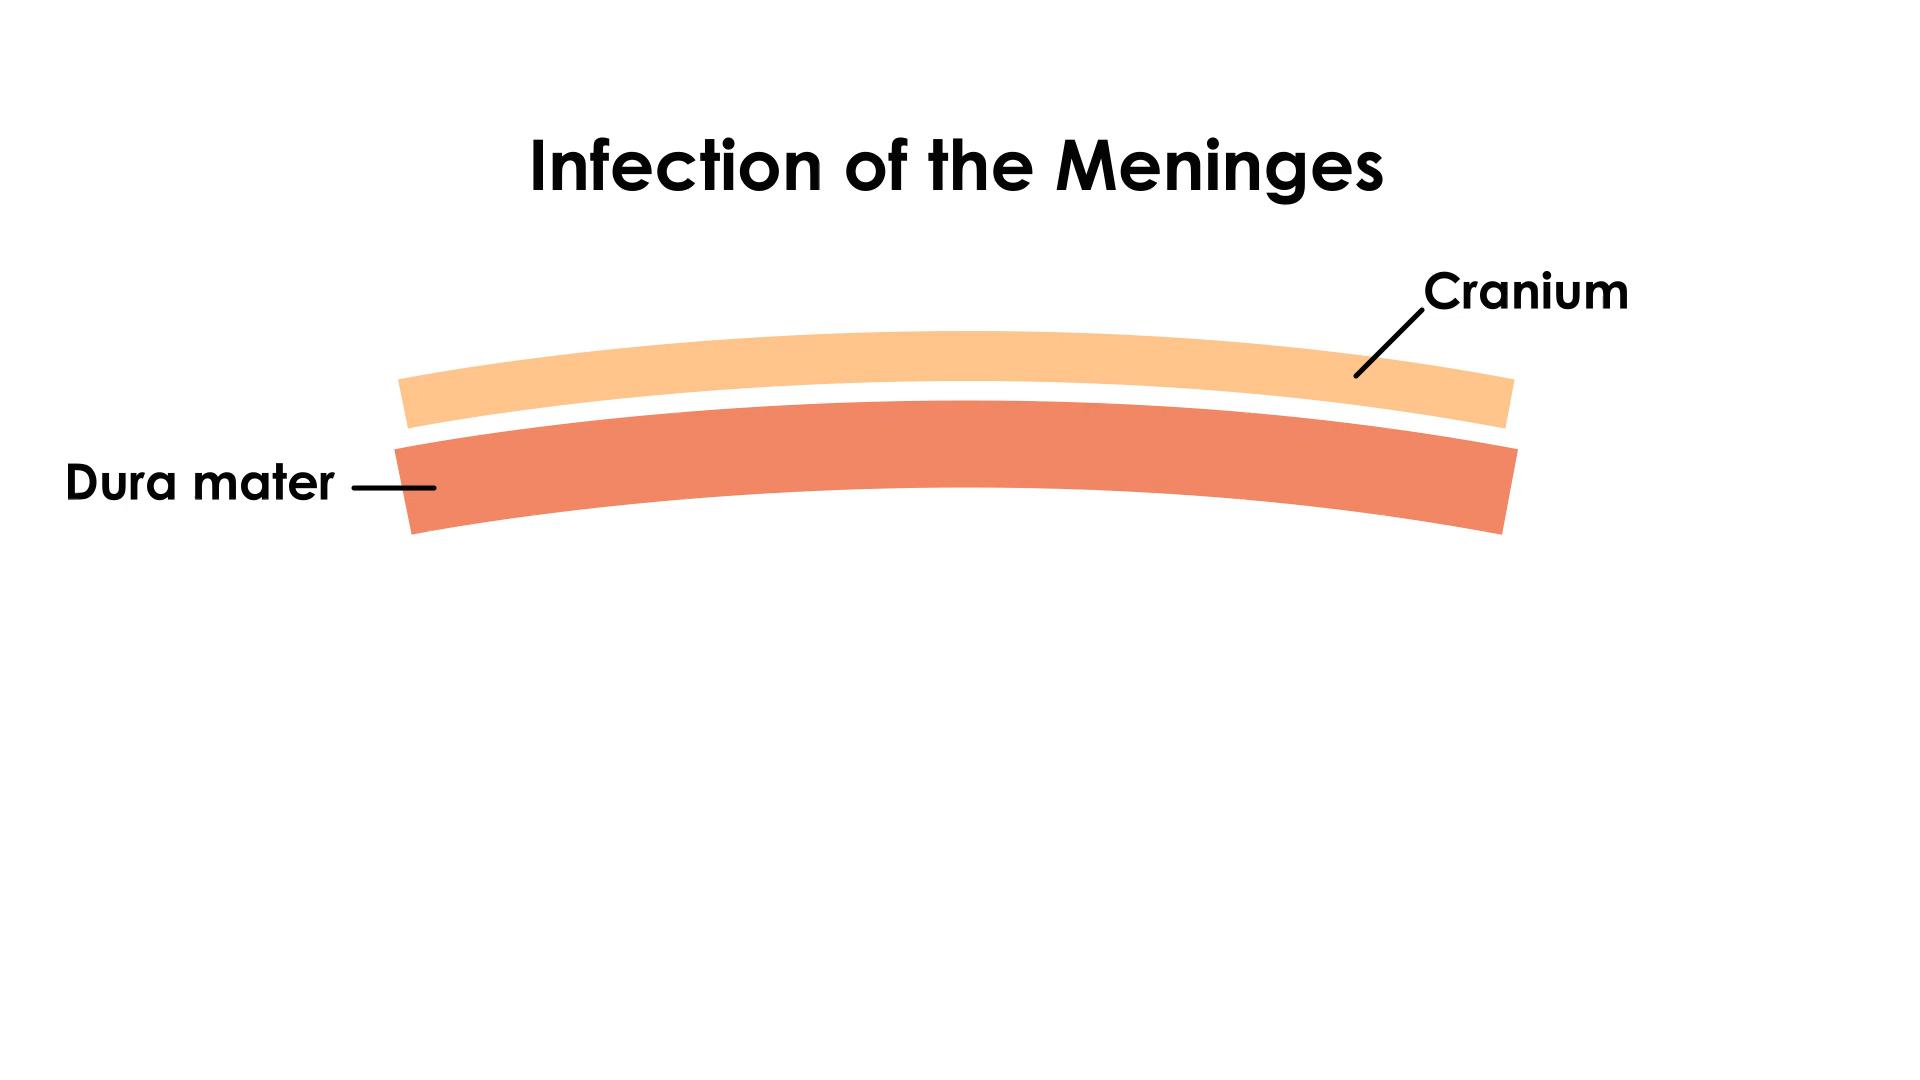 Infection of the Meninges
Cranium
Dura mater